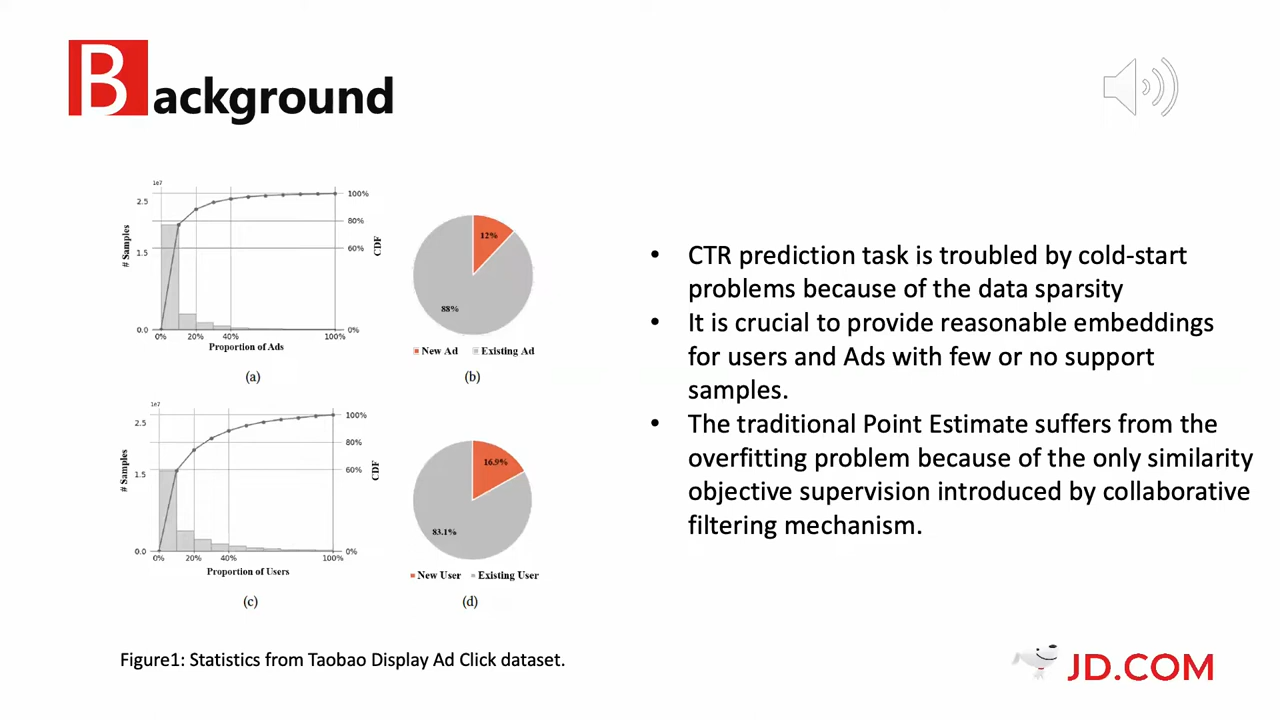 Background
1e7
2.5
1.5
0.0
# Samples
100%
80%
60%
0%
CDF
0% 20% 40% 100%
Proportion of Ads
(a)
12%
88%
New Ad Existing Ad
(b)
1e7
2.5
1.5
0.0
# Samples
100%
80%
60%
0%
CDF
0% 20% 40% 100%
Proportion of Users
(c)
16.9%
83.1%
New User Existing User
(d)
Figure1: Statistics from Taobao Display Ad Click dataset.
• CTR prediction task is troubled by cold-start
problems because of the data sparsity
• It is crucial to provide reasonable embeddings
for users and Ads with few or no support
samples.
• The traditional Point Estimate suffers from the
overfitting problem because of the only similarity
objective supervision introduced by collaborative
filtering mechanism.
JD.COM